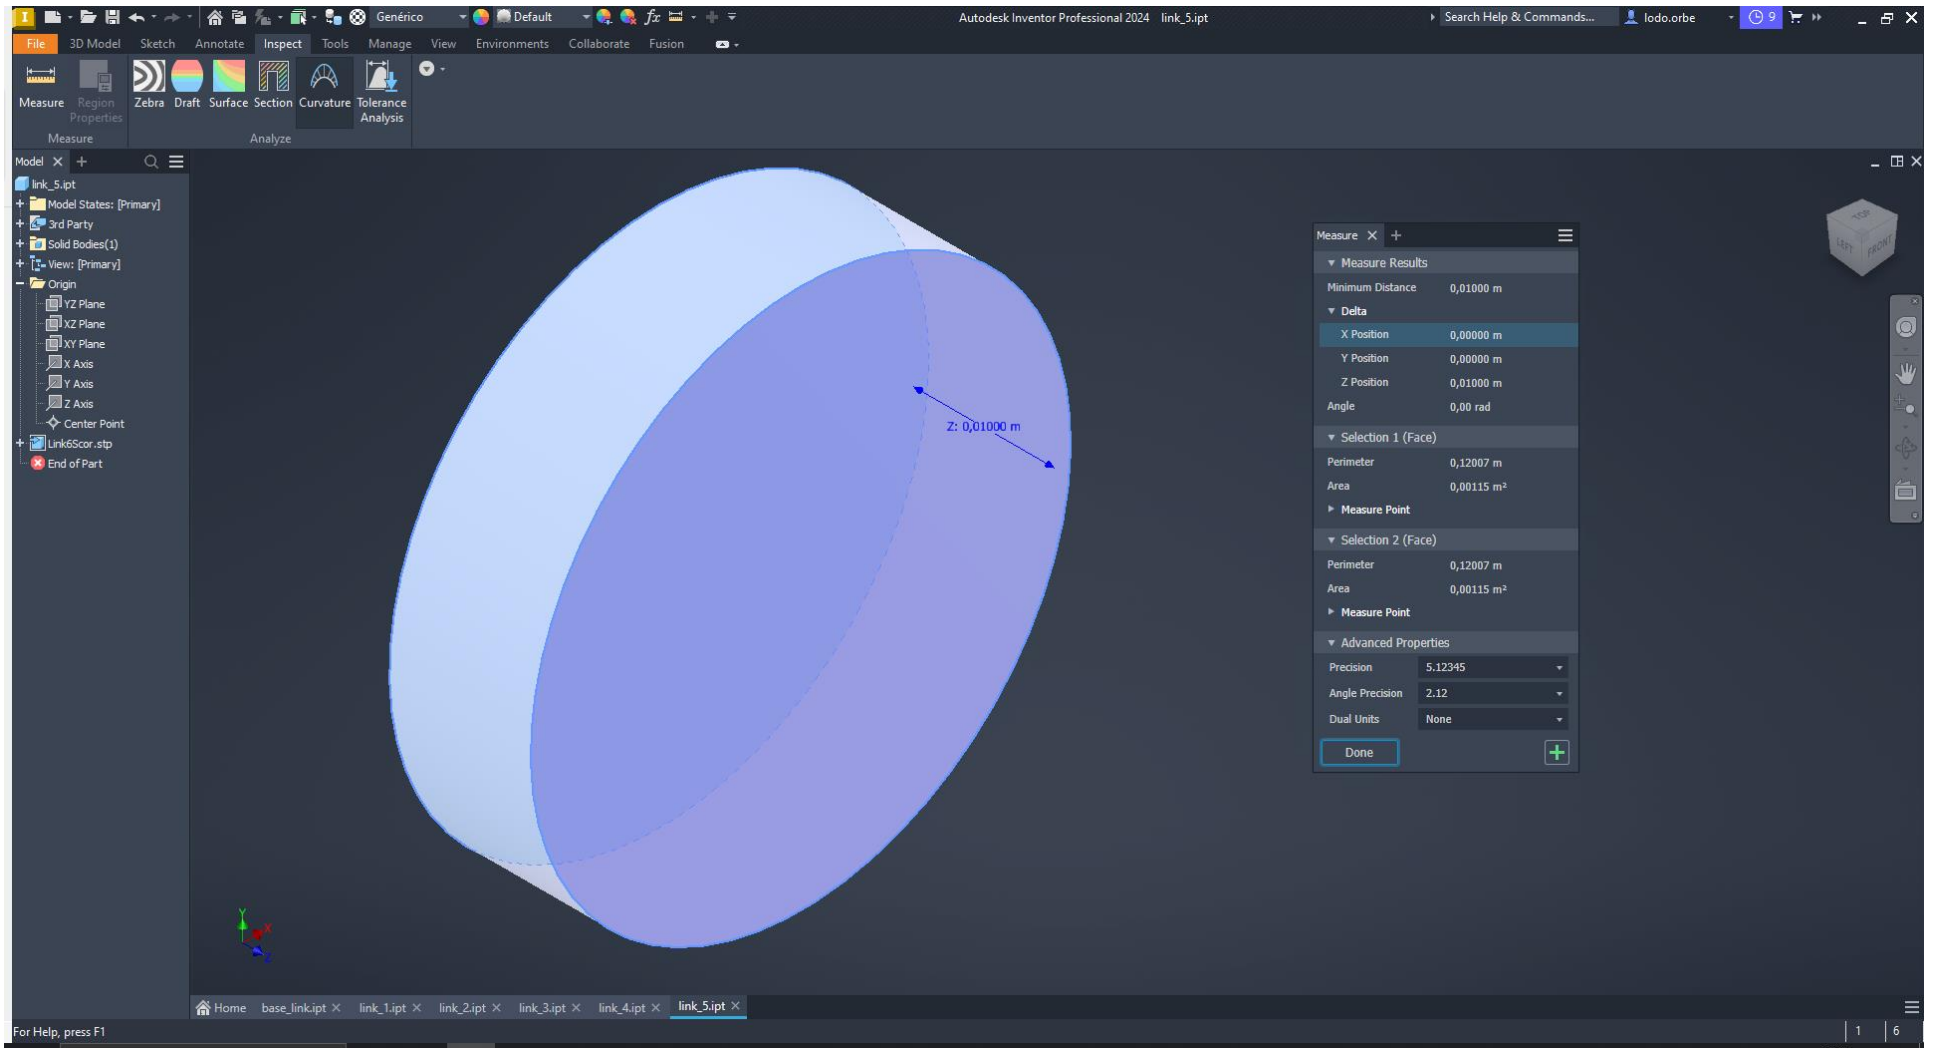 I Genérico Default fx Autodesk Inventor Professional 2024 link_5.ipt Search Help & Commands... lodo.orbe 9
File 3D Model Sketch Annotate Inspect Tools Manage View Environments Collaborate Fusion
Measure Region Properties Zebra Draft Surface Section Curvature Tolerance Analysis
Measure Analyze
Model
link_5.ipt
Model States: [Primary]
3rd Party
Solid Bodies(1)
View: [Primary]
Origin
YZ Plane
XZ Plane
XY Plane
X Axis
Y Axis
Z Axis
Center Point
Link6Scor.stp
End of Part
Z: 0,01000 m
Y
X
Z
TOP
LEFT FRONT
Measure
Measure Results
Minimum Distance 0,01000 m
Delta
X Position 0,00000 m
Y Position 0,00000 m
Z Position 0,01000 m
Angle 0,00 rad
Selection 1 (Face)
Perimeter 0,12007 m
Area 0,00115 m²
Measure Point
Selection 2 (Face)
Perimeter 0,12007 m
Area 0,00115 m²
Measure Point
Advanced Properties
Precision 5.12345
Angle Precision 2.12
Dual Units None
Done
Home base_link.ipt link_1.ipt link_2.ipt link_3.ipt link_4.ipt link_5.ipt
For Help, press F1 1 6